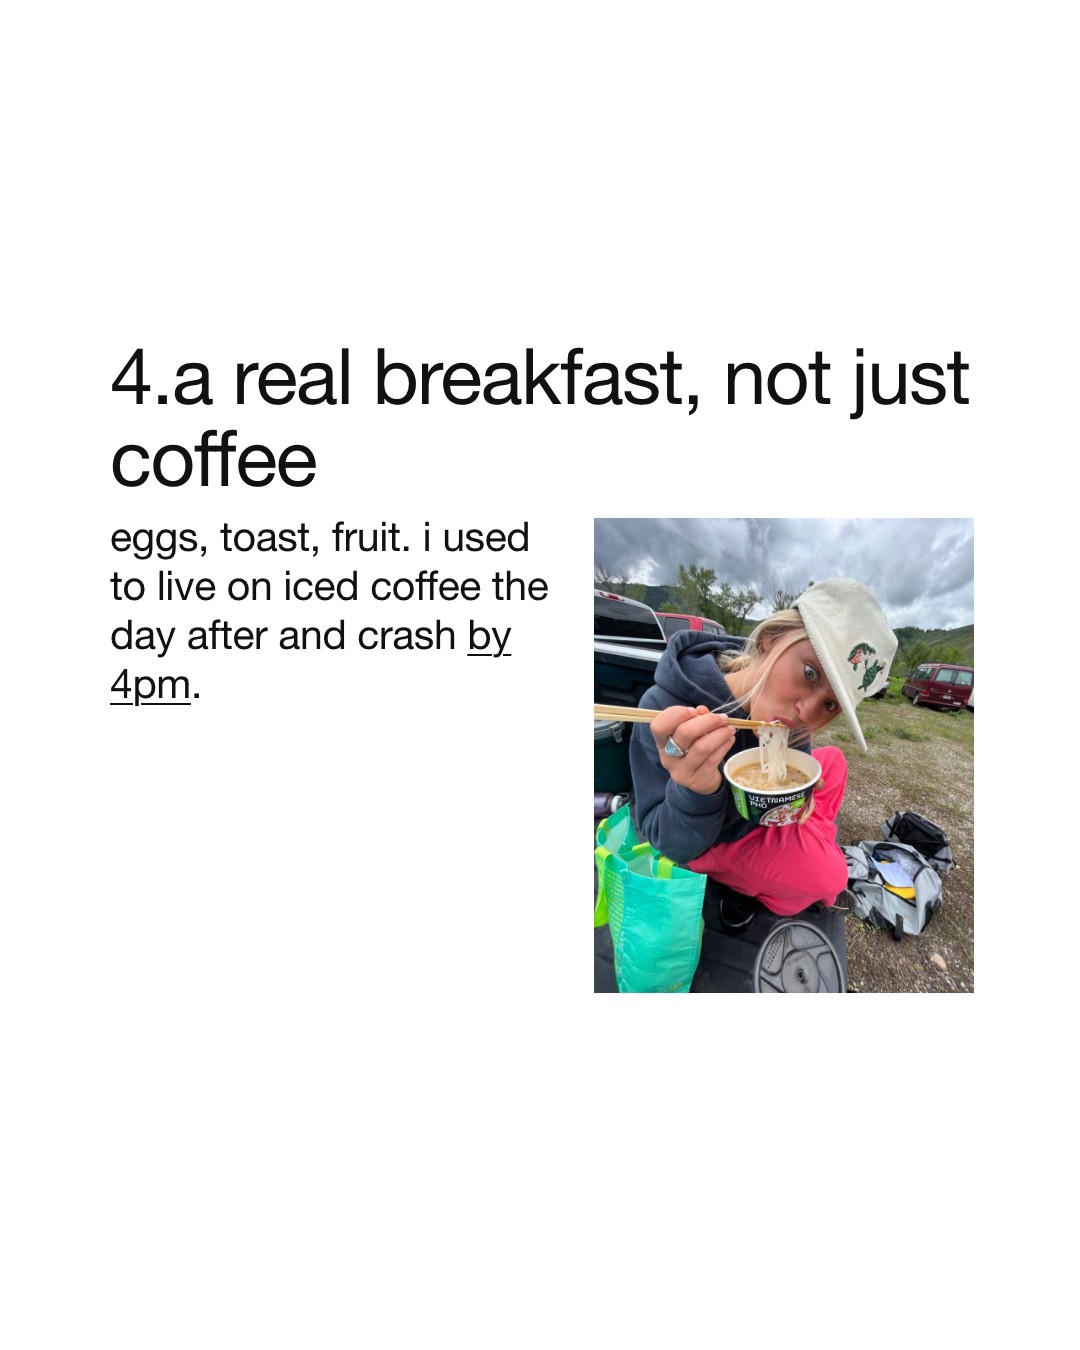 4.a real breakfast, not just
coffee
eggs, toast, fruit. i used
to live on iced coffee the
day after and crash by
4pm.
VIETNAMESE
PHO